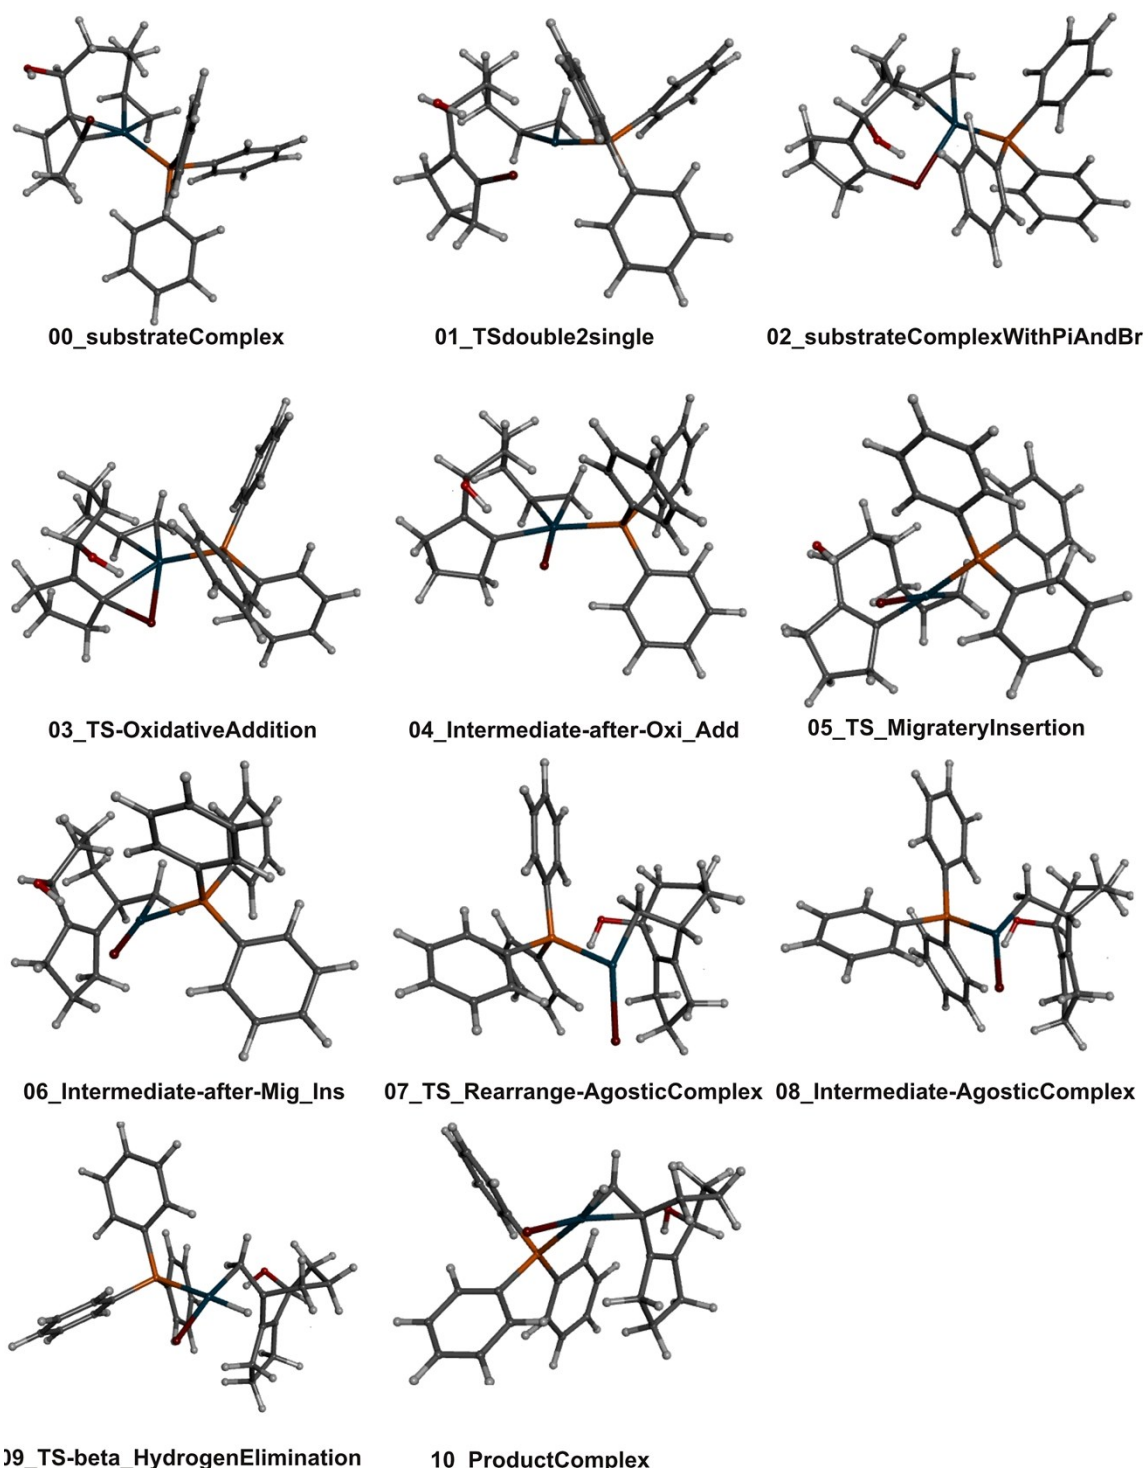 00_substrateComplex
01_TSdouble2single
02_substrateComplexWithPiAndBr
03_TS-OxidativeAddition
04_Intermediate-after-Oxi_Add
05_TS_MigrateryInsertion
06_Intermediate-after-Mig_Ins
07_TS_Rearrange-AgosticComplex
08_Intermediate-AgosticComplex
09_TS-beta_HydrogenElimination
10_ProductComplex